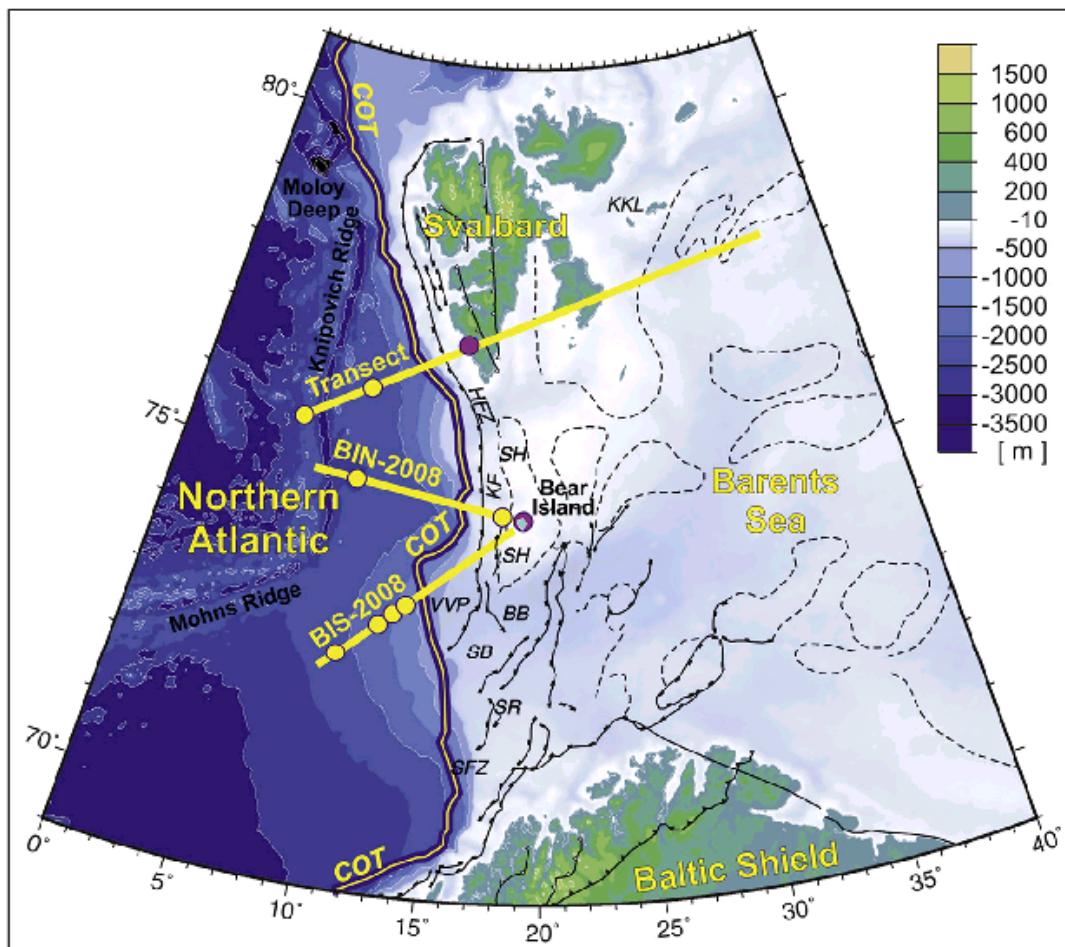 80°
COT
1500
1000
600
400
200
-10
-500
-1000
-1500
-2000
-2500
-3000
-3500
[ m ]
Moloy
Deep
Svalbard
KKL
Knipovich Ridge
75°
Transect
HFZ
BIN-2008
SH
KF
Bear
Island
Barents
Sea
Northern
Atlantic
COT
SH
Mohns Ridge
BIS-2008
VVP
BB
SB
SR
70°
SFZ
COT
Baltic Shield
0°
5°
10°
15°
20°
25°
30°
35°
40°